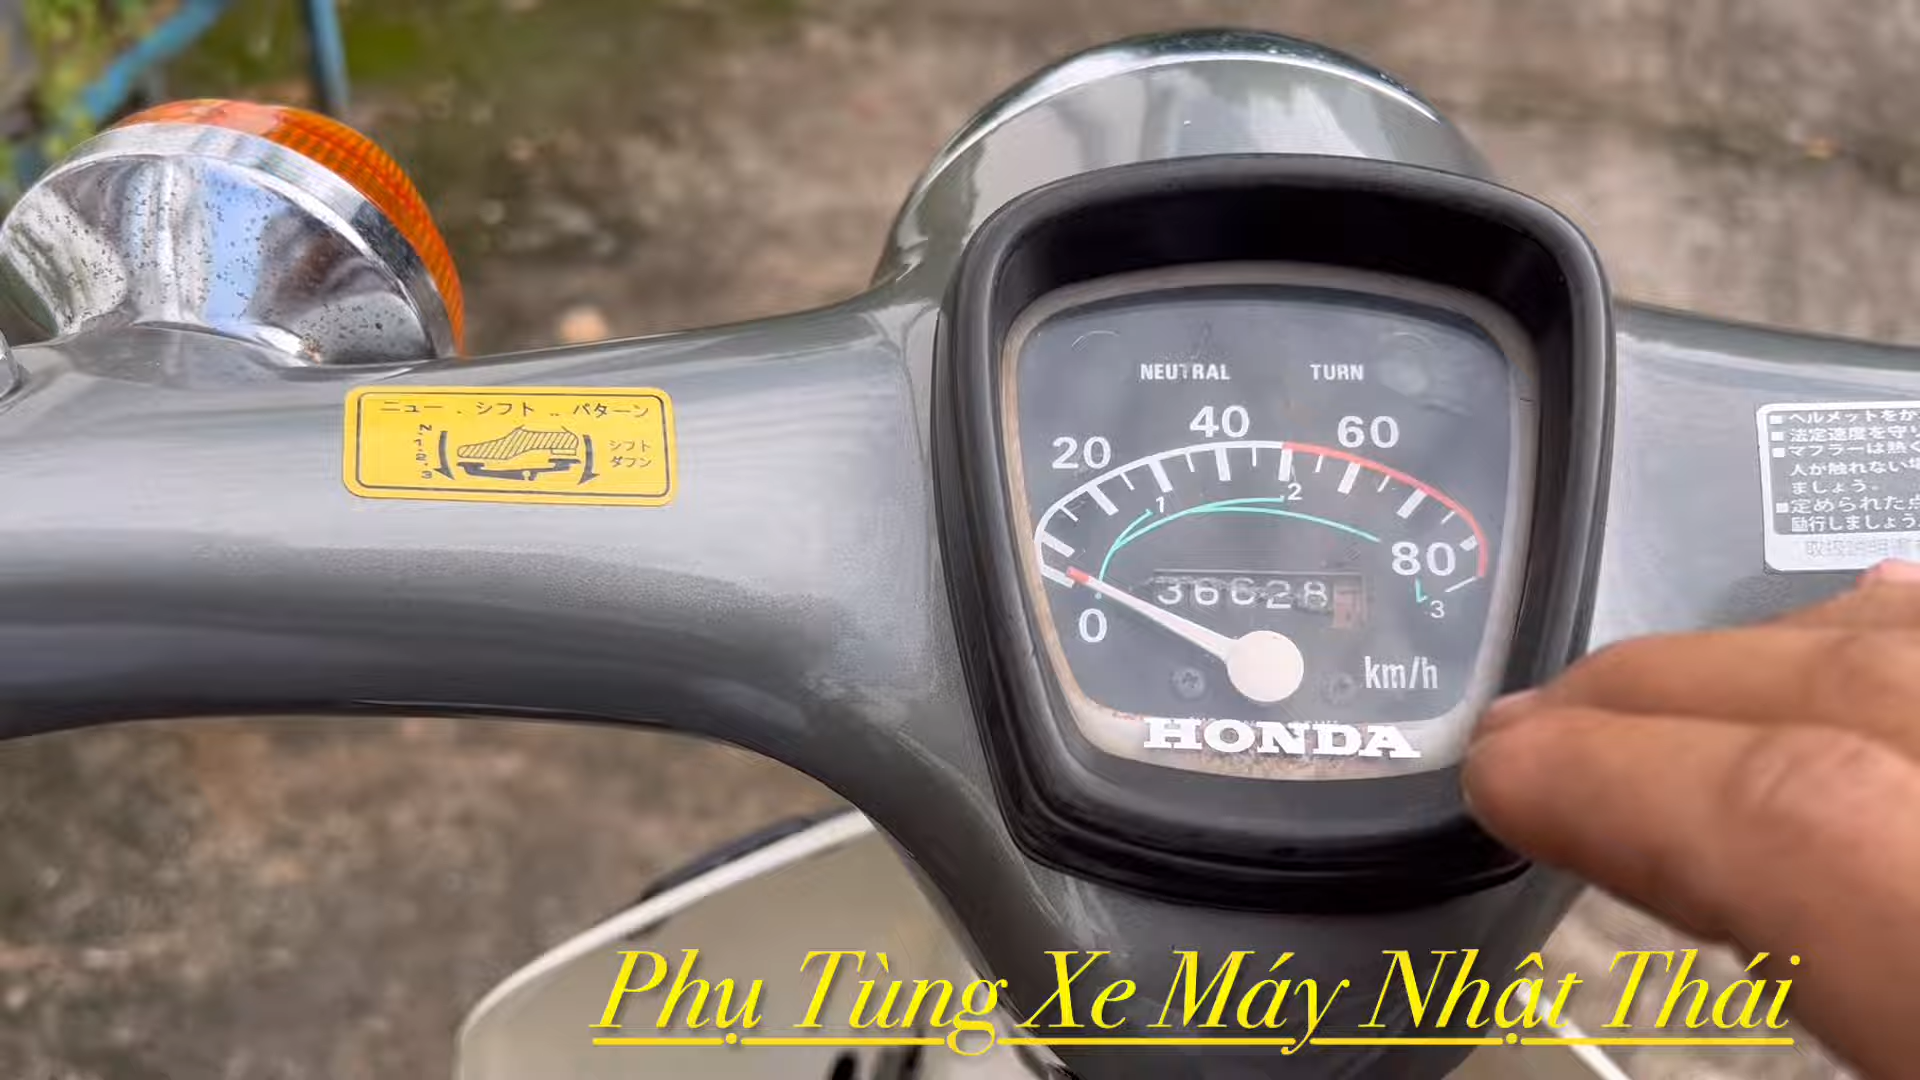 ニュー . シフト .. パターン
シフト
ダウン
NEUTRAL TURN
20 40 60 80
1 2 3
0
36628
km/h
HONDA
■ヘルメットをか
■法定速度を守り
■マフラーは熱く
人が触れない場
ましょう。
■定められた点
励行しましょう
取扱説明書
Phụ Tùng Xe Máy Nhật Thái